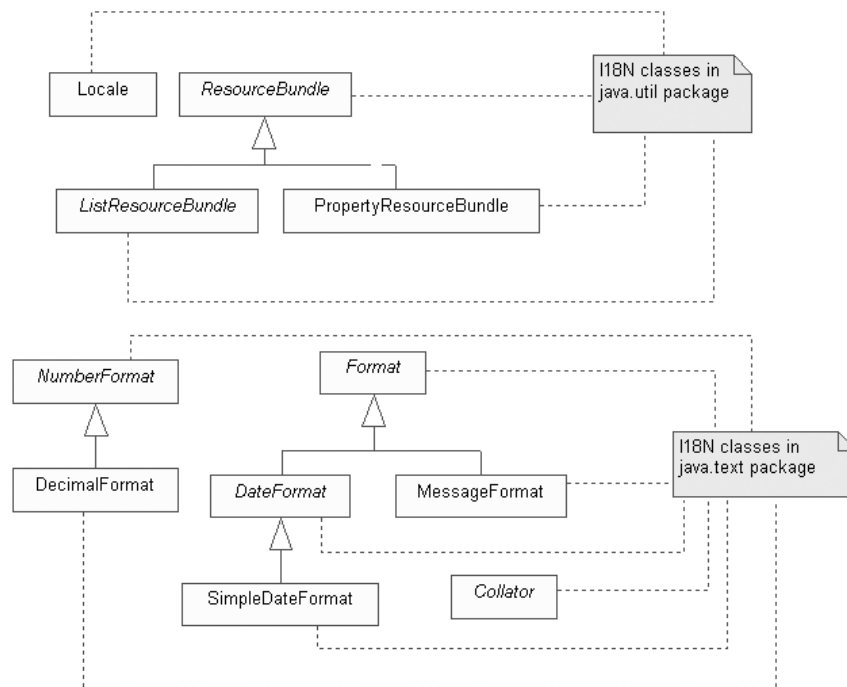 Locale
ResourceBundle
I18N classes in
java.util package
ListResourceBundle
PropertyResourceBundle
NumberFormat
Format
I18N classes in
java.text package
DecimalFormat
DateFormat
MessageFormat
SimpleDateFormat
Collator